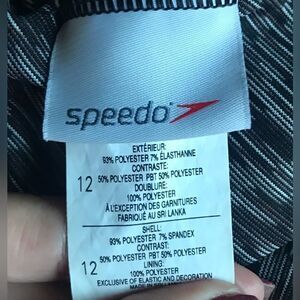 speedo
EXTÉRIEUR:
93% POLYESTER 7% ÉLASTHANNE
CONTRASTE:
12
50% POLYESTER PBT 50% POLYESTER
DOUBLURE:
100% POLYESTER
À L'EXCEPTION DES GARNITURES
FABRIQUÉ AU SRI LANKA
SHELL:
93% POLYESTER 7% SPANDEX
CONTRAST:
12
50% POLYESTER PBT 50% POLYESTER
LINING:
100% POLYESTER
EXCLUSIVE OF ELASTIC AND DECORATION